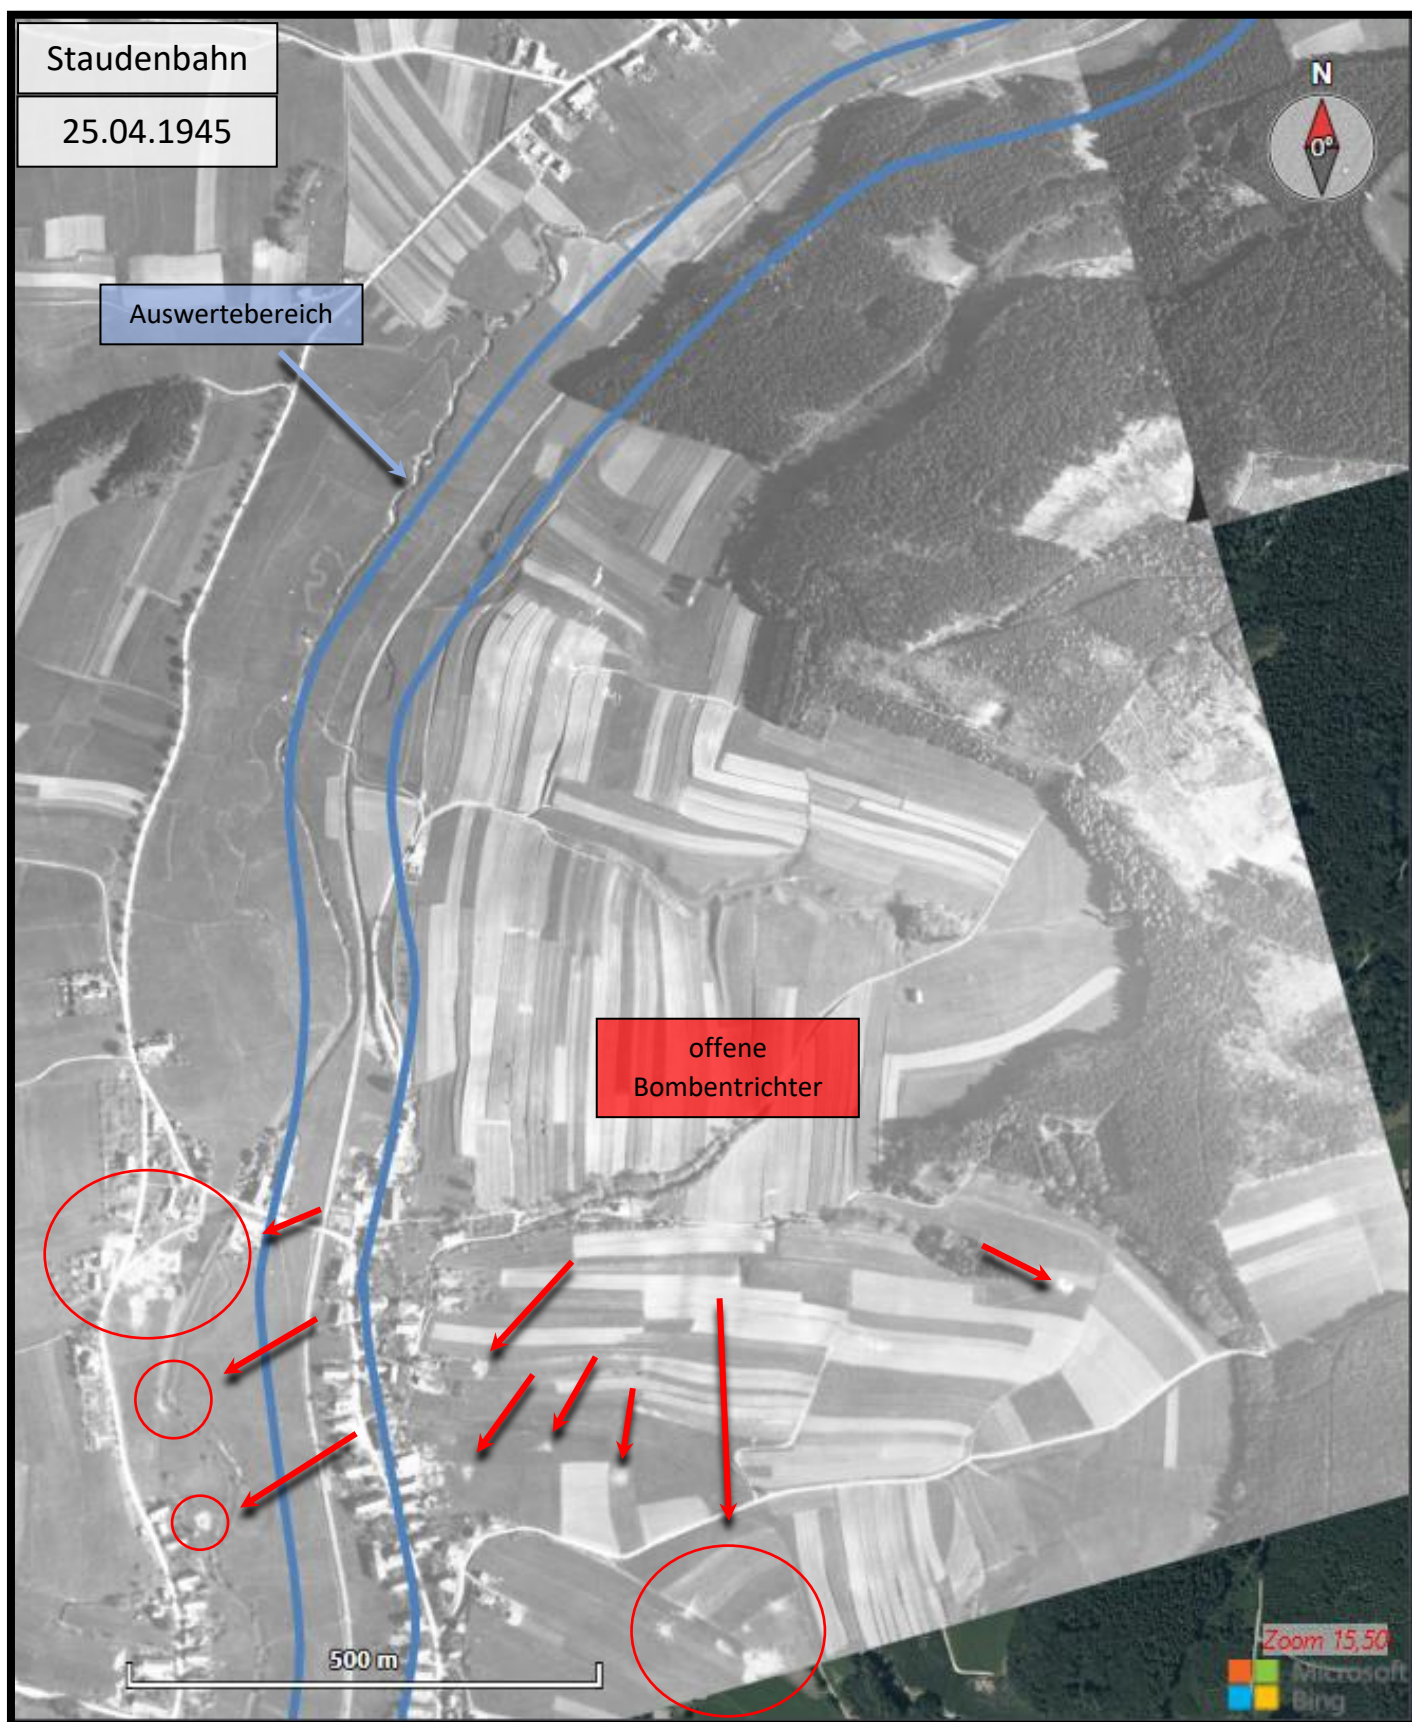 Staudenbahn
25.04.1945
N
0°
Auswertebereich
offene
Bombentrichter
500 m
Zoom 15,50
Microsoft
Bing